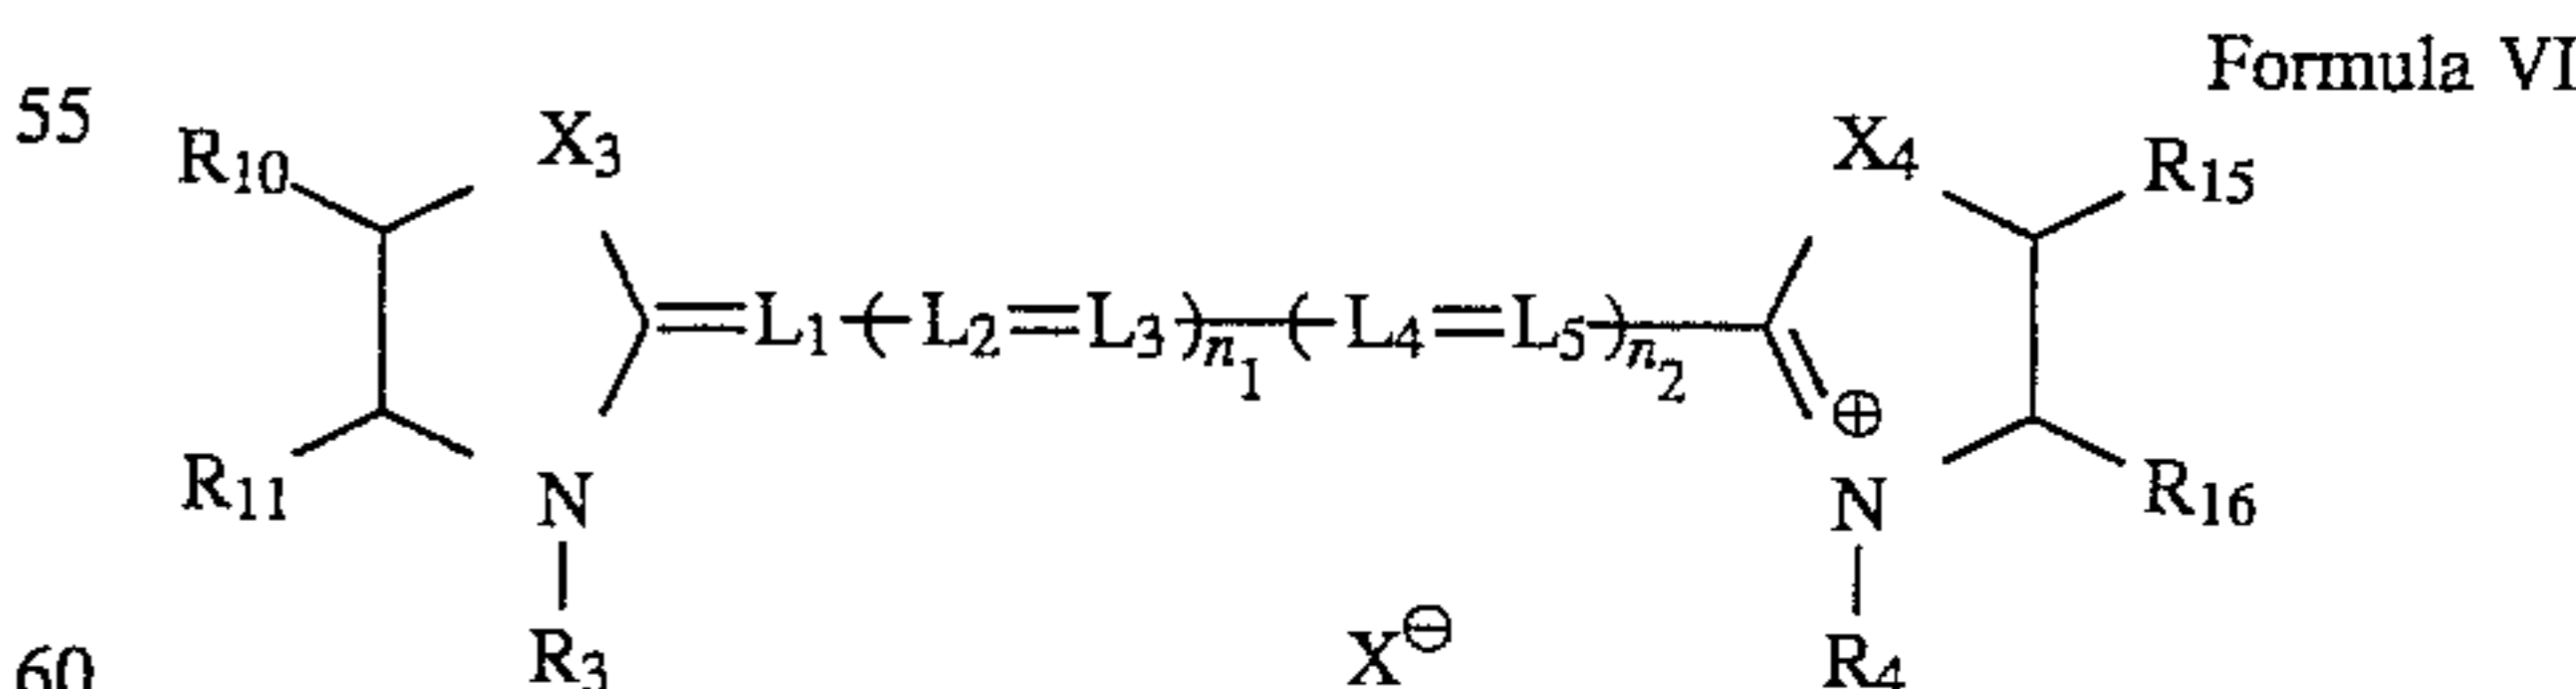 Formula VI
55
R10 X3 X4 R15
=L1-(-L2=L3-)n1-(-L4=L5-)n2 ⊕
R11 N N R16
60 R3 X⊖ R4